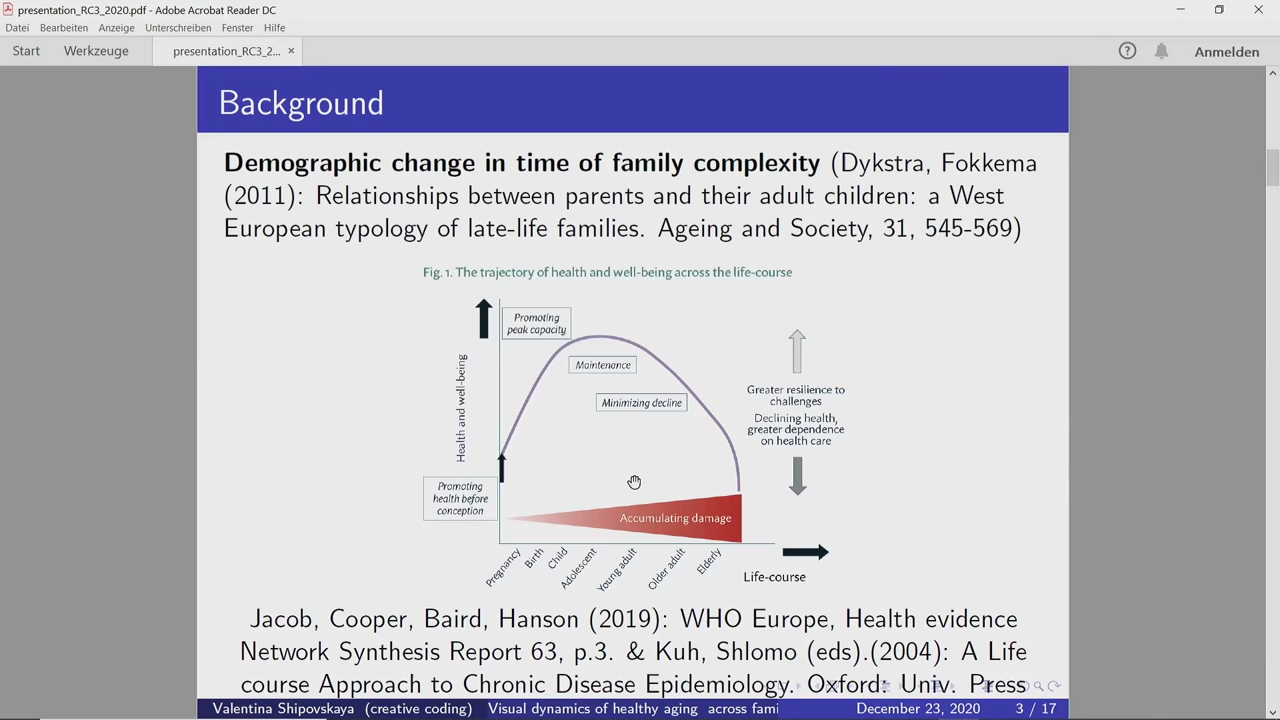 presentation_RC3_2020.pdf - Adobe Acrobat Reader DC
Datei Bearbeiten Anzeige Unterschreiben Fenster Hilfe
Start Werkzeuge presentation_RC3_2... × Anmelden
Background
Demographic change in time of family complexity (Dykstra, Fokkema
(2011): Relationships between parents and their adult children: a West
European typology of late-life families. Ageing and Society, 31, 545-569)
Fig. 1. The trajectory of health and well-being across the life-course
Promoting
peak capacity
Maintenance
Minimizing decline
Health and well-being
Greater resilience to
challenges
Declining health,
greater dependence
on health care
Promoting
health before
conception
Accumulating damage
Pregnancy
Birth
Child
Adolescent
Young adult
Older adult
Elderly
Life-course
Jacob, Cooper, Baird, Hanson (2019): WHO Europe, Health evidence
Network Synthesis Report 63, p.3. & Kuh, Shlomo (eds).(2004): A Life
course Approach to Chronic Disease Epidemiology. Oxford: Univ. Press
Valentina Shipovskaya (creative coding) Visual dynamics of healthy aging across fami December 23, 2020 3 / 17